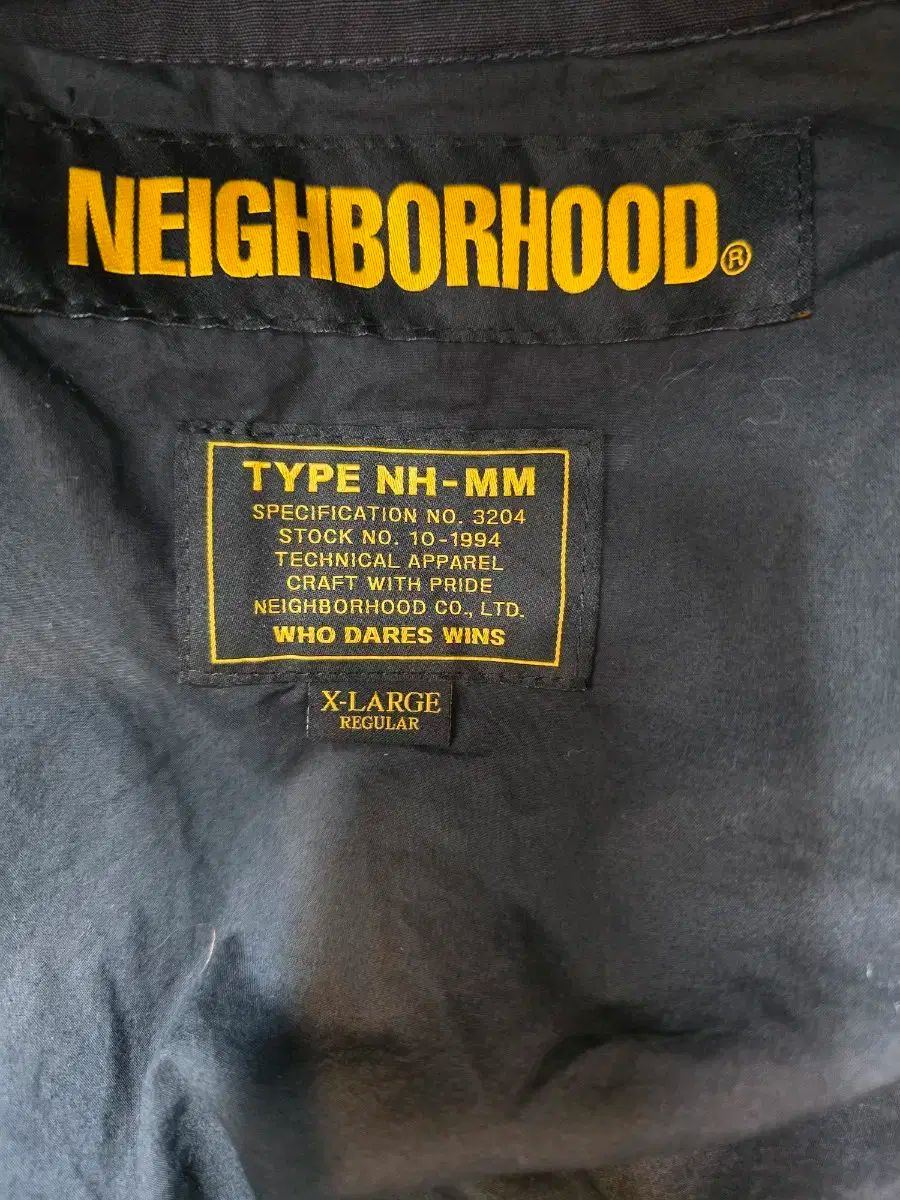 NEIGHBORHOOD®
TYPE NH-MM
SPECIFICATION NO. 3204
STOCK NO. 10-1994
TECHNICAL APPAREL
CRAFT WITH PRIDE
NEIGHBORHOOD CO., LTD.
WHO DARES WINS
X-LARGE
REGULAR